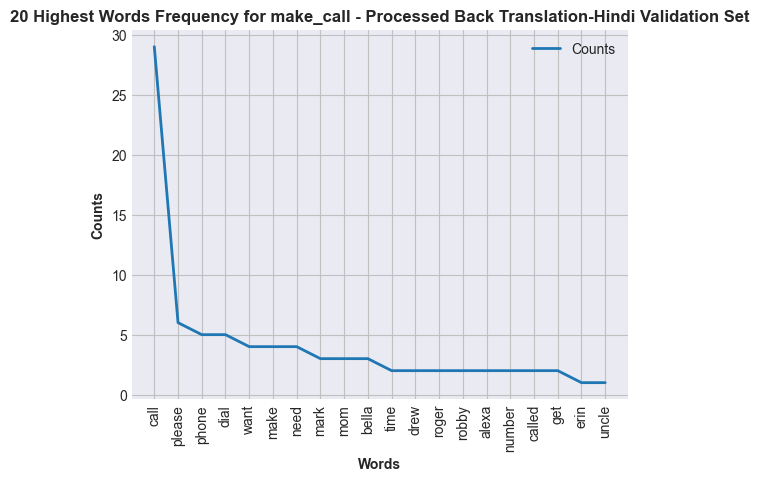 20 Highest Words Frequency for make_call - Processed Back Translation-Hindi Validation Set
Counts
30
25
20
15
10
5
0
Counts
call
please
phone
dial
want
make
need
mark
mom
bella
time
drew
roger
robby
alexa
number
called
get
erin
uncle
Words